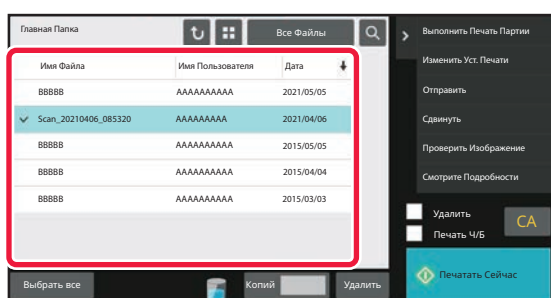 Главная Папка
Все Файлы
Имя Файла Имя Пользователя Дата
BBBBB AAAAAAAAAA 2021/05/05
Scan_20210406_085320 AAAAAAAAA 2021/04/06
BBBBB AAAAAAAAAA 2015/05/05
BBBBB AAAAAAAAAA 2015/04/04
BBBBB AAAAAAAAAA 2015/03/03
Выбрать все
Копий
Удалить
Выполнить Печать Партии
Изменить Уст. Печати
Отправить
Сдвинуть
Проверить Изображение
Смотрите Подробности
Удалить
Печать Ч/Б
CA
Печатать Сейчас